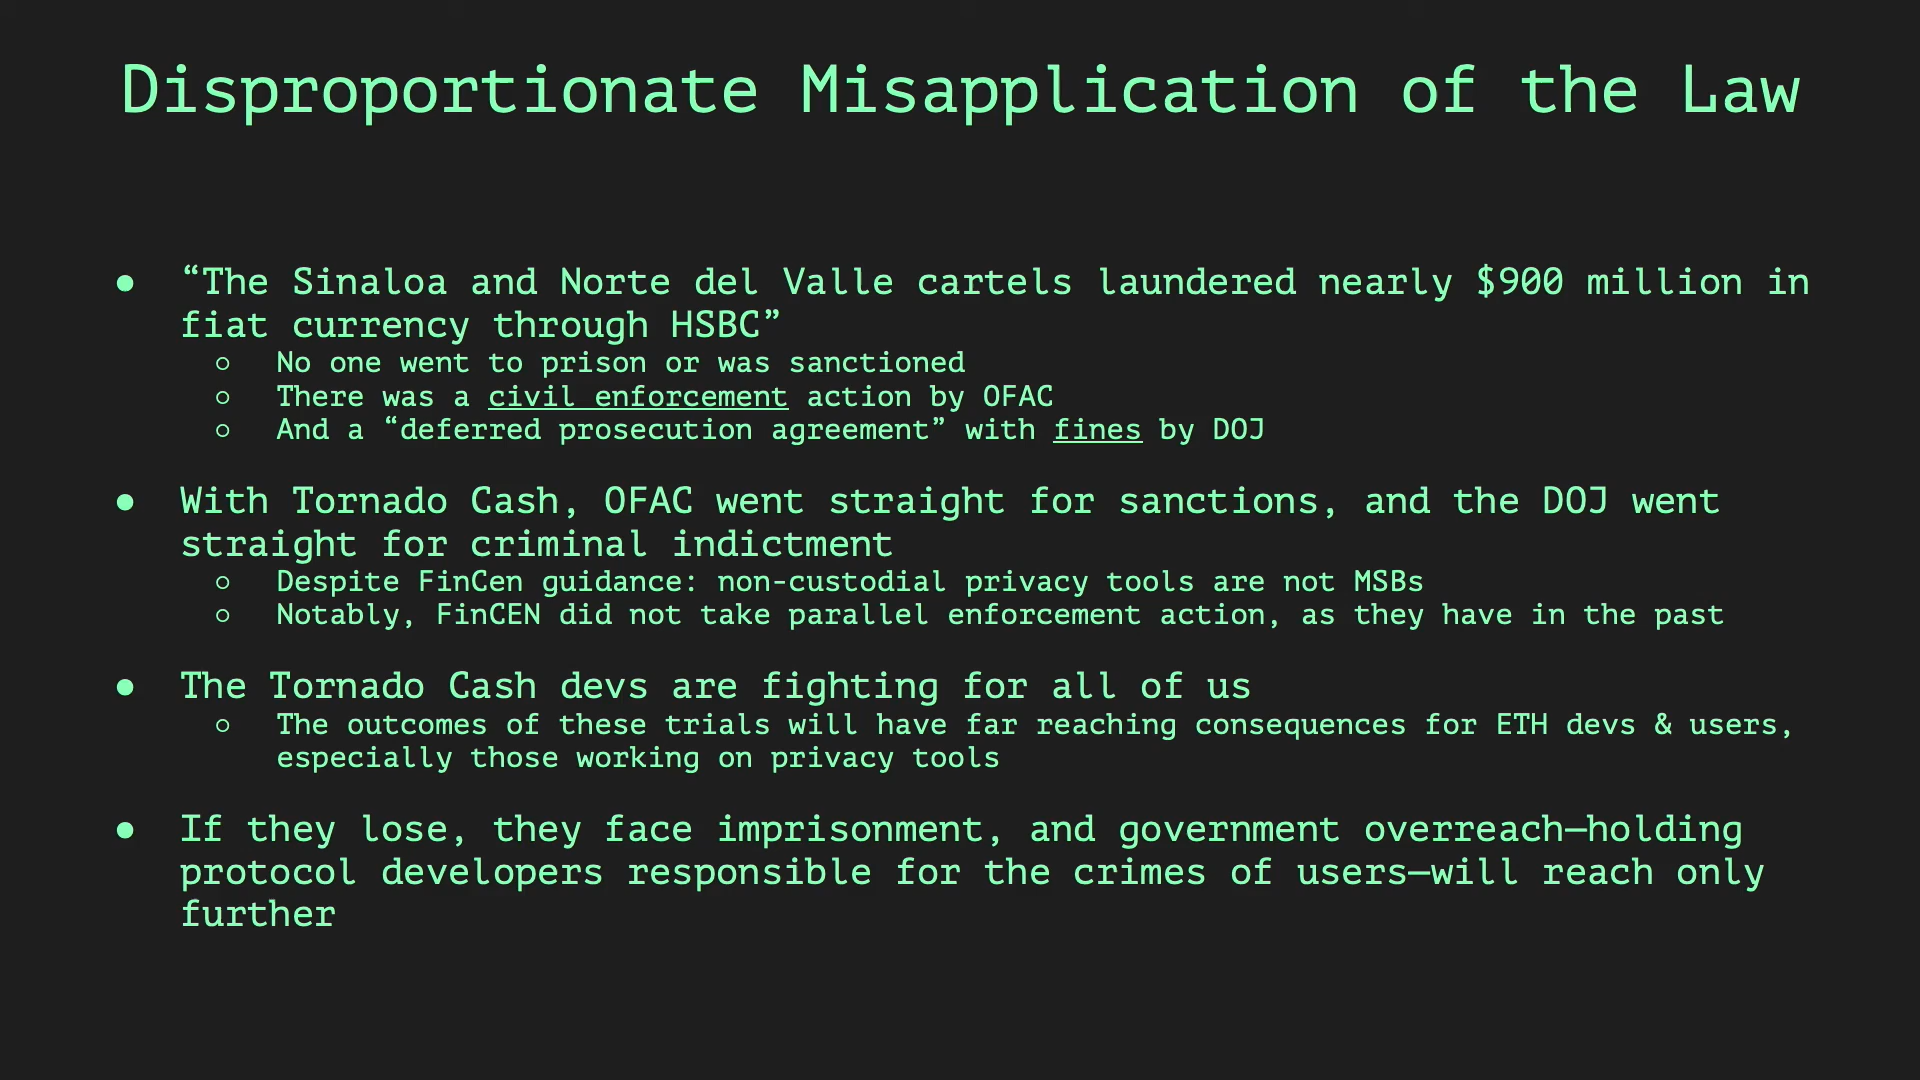 Disproportionate Misapplication of the Law
● “The Sinaloa and Norte del Valle cartels laundered nearly $900 million in
fiat currency through HSBC”
○ No one went to prison or was sanctioned
○ There was a civil enforcement action by OFAC
○ And a “deferred prosecution agreement” with fines by DOJ
● With Tornado Cash, OFAC went straight for sanctions, and the DOJ went
straight for criminal indictment
○ Despite FinCen guidance: non-custodial privacy tools are not MSBs
○ Notably, FinCEN did not take parallel enforcement action, as they have in the past
● The Tornado Cash devs are fighting for all of us
○ The outcomes of these trials will have far reaching consequences for ETH devs & users,
especially those working on privacy tools
● If they lose, they face imprisonment, and government overreach—holding
protocol developers responsible for the crimes of users—will reach only
further